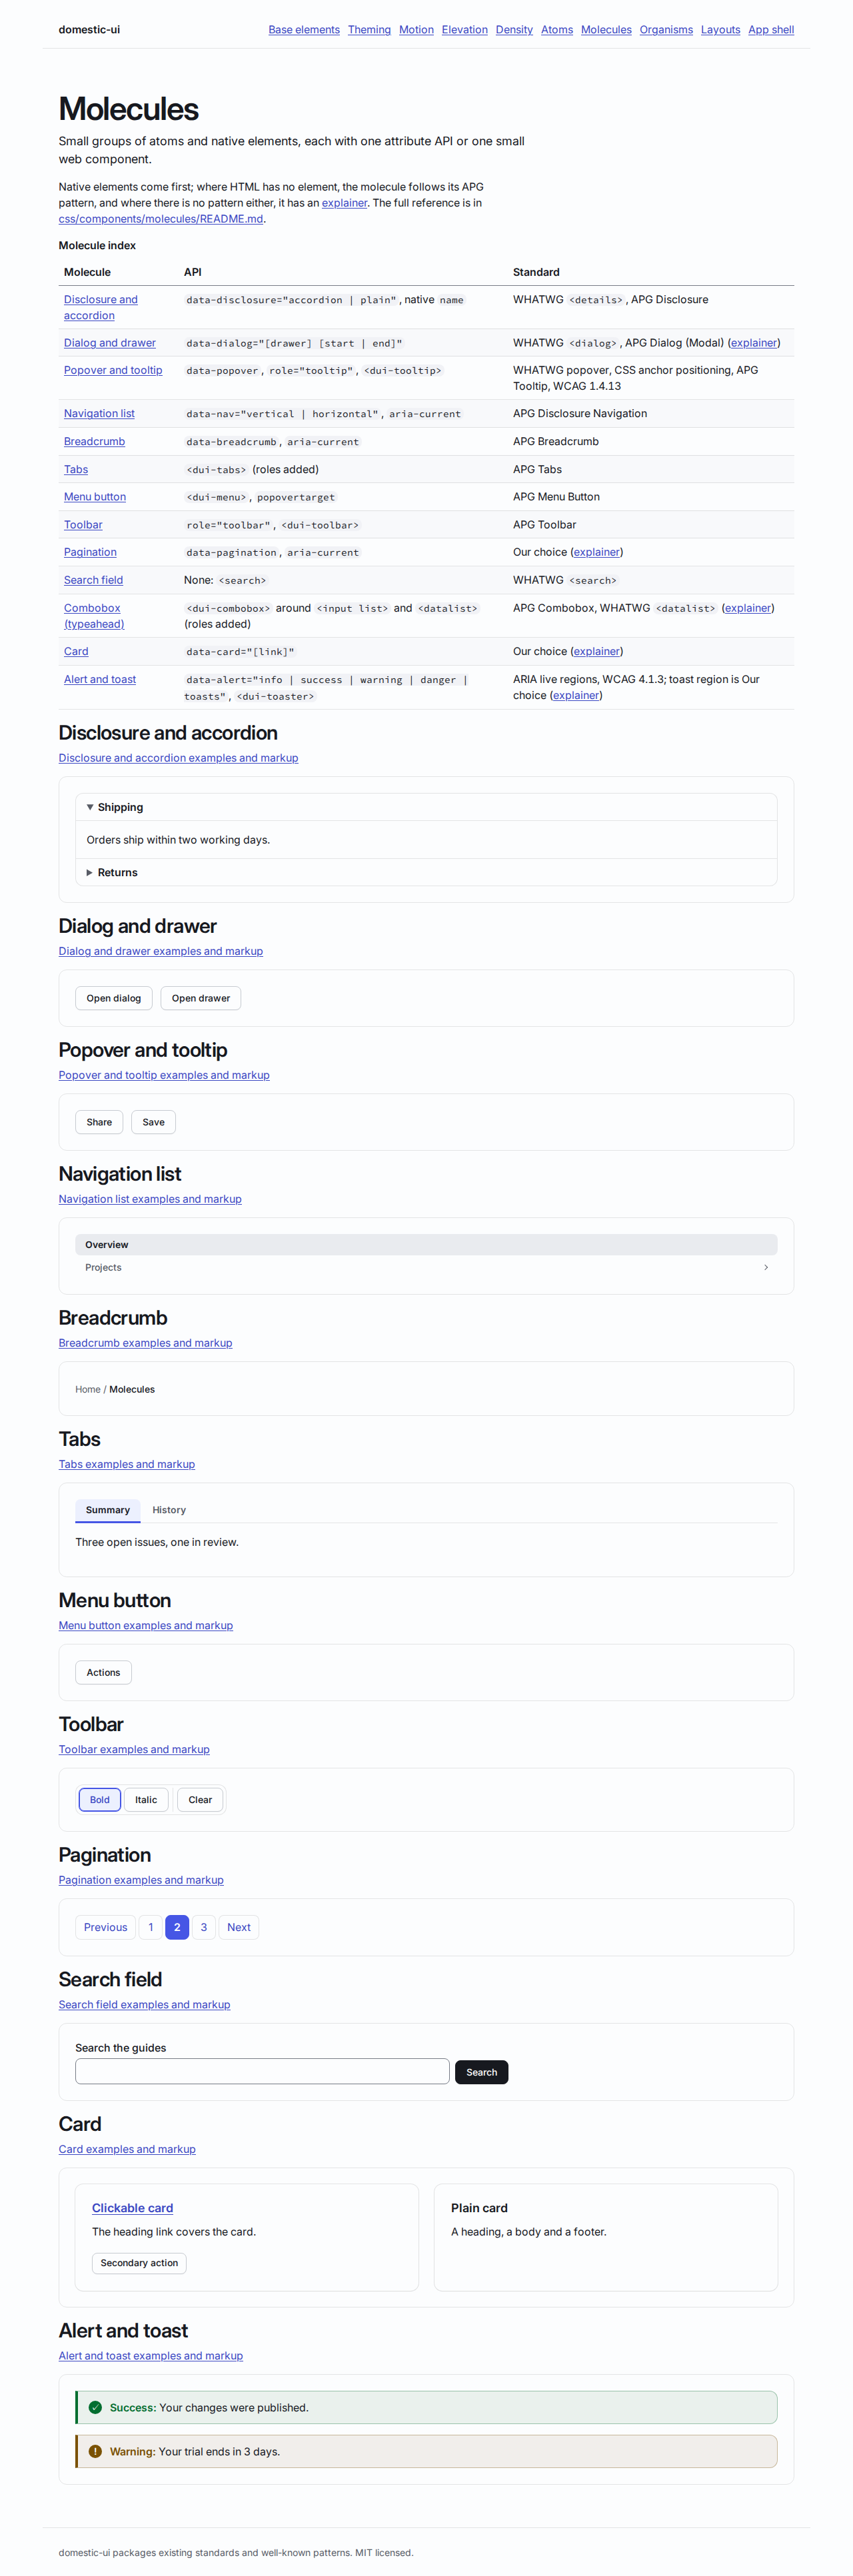 domestic-ui
Base elements Theming Motion Elevation Density Atoms Molecules Organisms Layouts App shell
Molecules
Small groups of atoms and native elements, each with one attribute API or one small
web component.
Native elements come first; where HTML has no element, the molecule follows its APG
pattern, and where there is no pattern either, it has an explainer. The full reference is in
css/components/molecules/README.md.
Molecule index
Molecule API Standard
Disclosure and accordion data-disclosure="accordion | plain", native name WHATWG <details>, APG Disclosure
Dialog and drawer data-dialog="[drawer] [start | end]" WHATWG <dialog>, APG Dialog (Modal) (explainer)
Popover and tooltip data-popover, role="tooltip", <dui-tooltip> WHATWG popover, CSS anchor positioning, APG Tooltip, WCAG 1.4.13
Navigation list data-nav="vertical | horizontal", aria-current APG Disclosure Navigation
Breadcrumb data-breadcrumb, aria-current APG Breadcrumb
Tabs <dui-tabs> (roles added) APG Tabs
Menu button <dui-menu>, popovertarget APG Menu Button
Toolbar role="toolbar", <dui-toolbar> APG Toolbar
Pagination data-pagination, aria-current Our choice (explainer)
Search field None: <search> WHATWG <search>
Combobox (typeahead) <dui-combobox> around <input list> and <datalist> (roles added) APG Combobox, WHATWG <datalist> (explainer)
Card data-card="[link]" Our choice (explainer)
Alert and toast data-alert="info | success | warning | danger | toasts", <dui-toaster> ARIA live regions, WCAG 4.1.3; toast region is Our choice (explainer)
Disclosure and accordion
Disclosure and accordion examples and markup
Shipping
Orders ship within two working days.
Returns
Dialog and drawer
Dialog and drawer examples and markup
Open dialog Open drawer
Popover and tooltip
Popover and tooltip examples and markup
Share Save
Navigation list
Navigation list examples and markup
Overview
Projects
Breadcrumb
Breadcrumb examples and markup
Home / Molecules
Tabs
Tabs examples and markup
Summary History
Three open issues, one in review.
Menu button
Menu button examples and markup
Actions
Toolbar
Toolbar examples and markup
Bold Italic Clear
Pagination
Pagination examples and markup
Previous 1 2 3 Next
Search field
Search field examples and markup
Search the guides
Search
Card
Card examples and markup
Clickable card
The heading link covers the card.
Secondary action
Plain card
A heading, a body and a footer.
Alert and toast
Alert and toast examples and markup
Success: Your changes were published.
Warning: Your trial ends in 3 days.
domestic-ui packages existing standards and well-known patterns. MIT licensed.